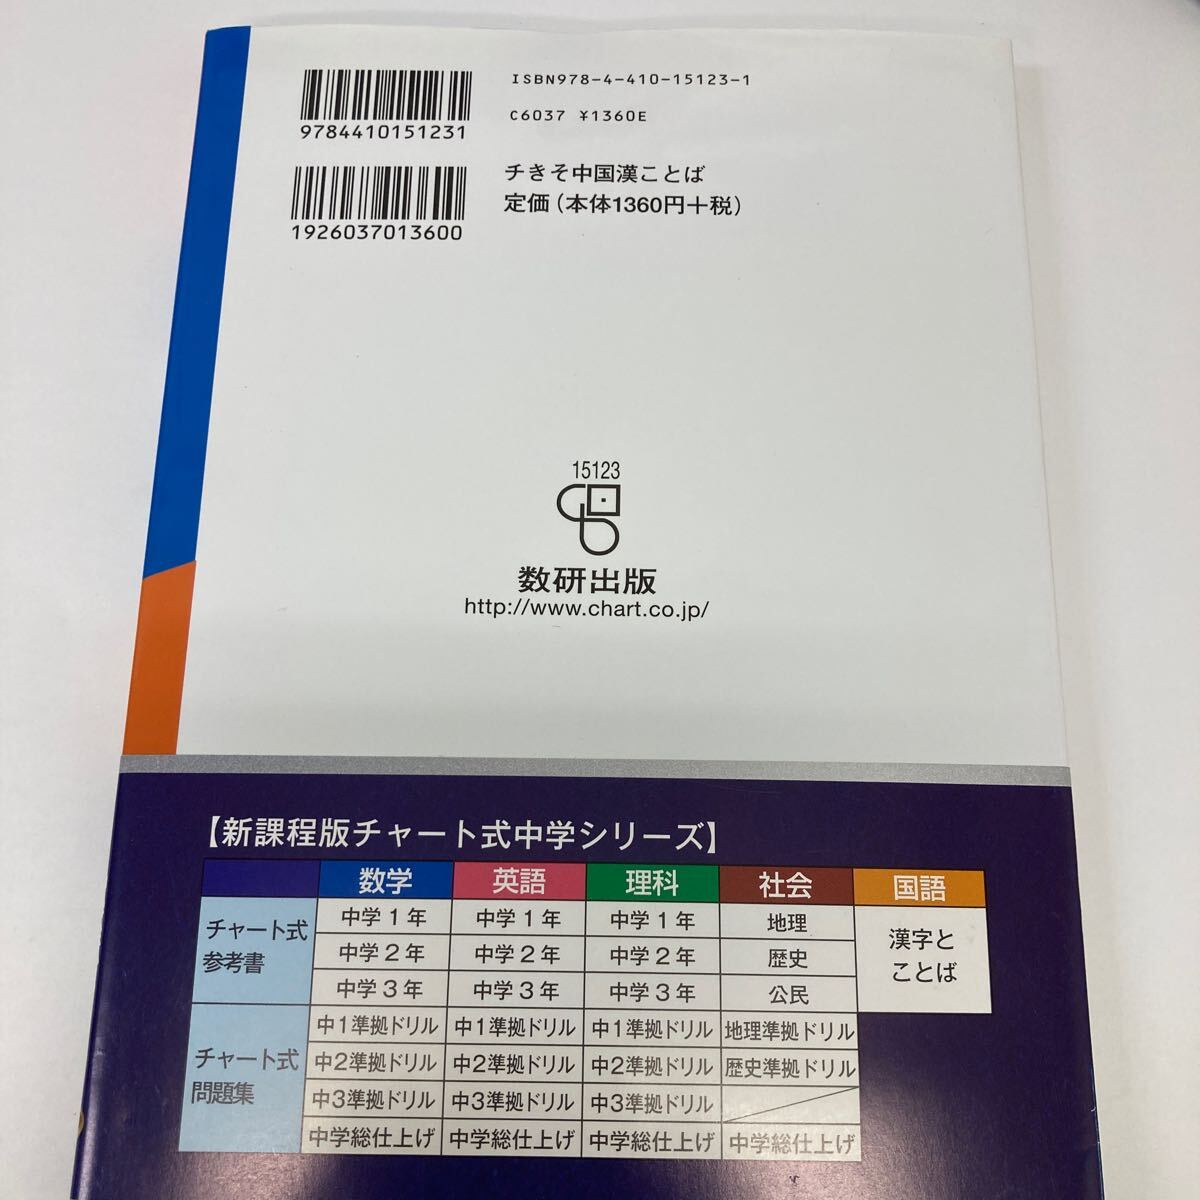 ISBN978-4-410-15123-1
9784410151231
C6037 ¥1360E
チきそ中国漢ことば
定価(本体1360円+税)
1926037013600
15123
数研出版
http://www.chart.co.jp/
【新課程版チャート式中学シリーズ】
数学 英語 理科 社会 国語
チャート式参考書 中学1年 中学1年 中学1年 地理 漢字とことば
中学2年 中学2年 中学2年 歴史
中学3年 中学3年 中学3年 公民
チャート式問題集 中1準拠ドリル 中1準拠ドリル 中1準拠ドリル 地理準拠ドリル
中2準拠ドリル 中2準拠ドリル 中2準拠ドリル 歴史準拠ドリル
中3準拠ドリル 中3準拠ドリル 中3準拠ドリル
中学総仕上げ 中学総仕上げ 中学総仕上げ 中学総仕上げ